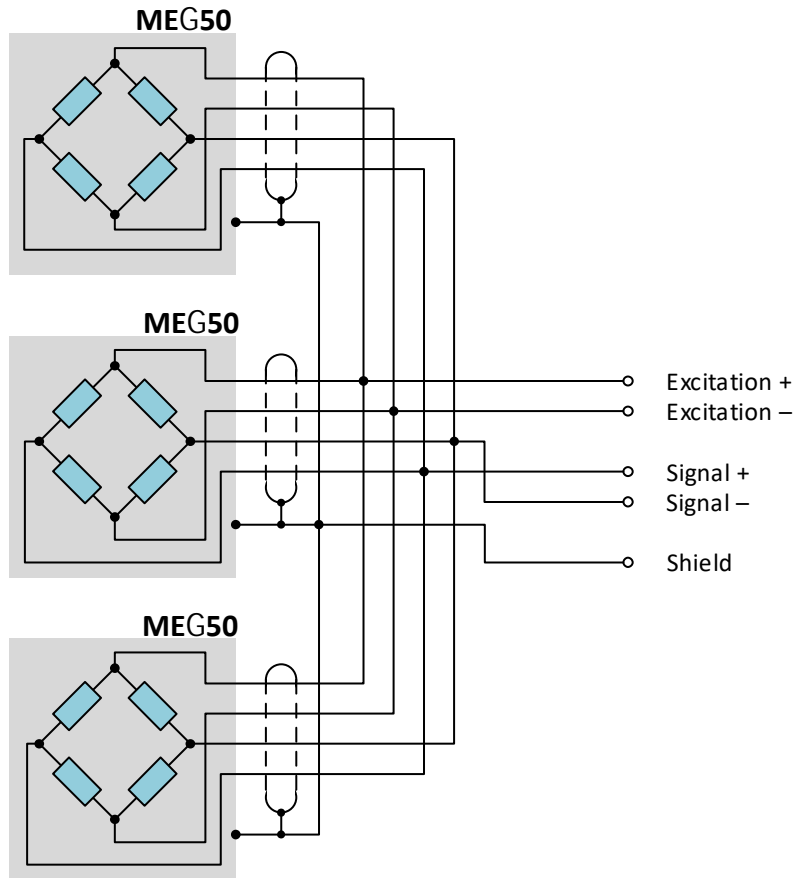 MEG50
MEG50
Excitation +
Excitation –
Signal +
Signal –
Shield
MEG50